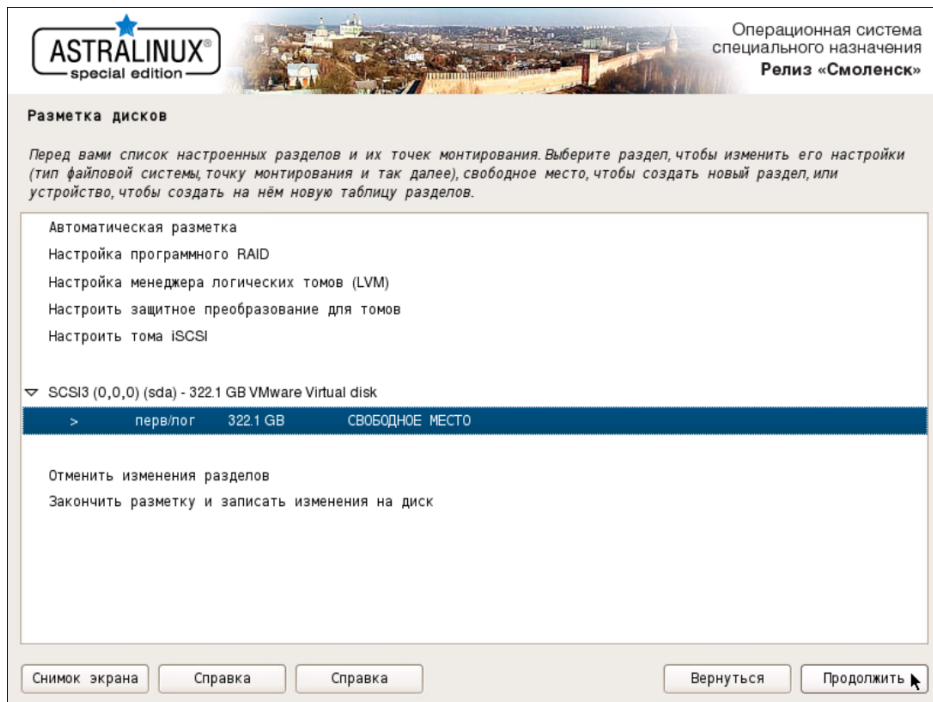 ASTRALINUX®
special edition
Операционная система
специального назначения
Релиз «Смоленск»
Разметка дисков
Перед вами список настроенных разделов и их точек монтирования. Выберите раздел, чтобы изменить его настройки
(тип файловой системы, точку монтирования и так далее), свободное место, чтобы создать новый раздел, или
устройство, чтобы создать на нём новую таблицу разделов.
Автоматическая разметка
Настройка программного RAID
Настройка менеджера логических томов (LVM)
Настроить защитное преобразование для томов
Настроить тома iSCSI
SCSI3 (0,0,0) (sda) - 322.1 GB VMware Virtual disk
> перв/лог 322.1 GB СВОБОДНОЕ МЕСТО
Отменить изменения разделов
Закончить разметку и записать изменения на диск
Снимок экрана Справка Справка Вернуться Продолжить